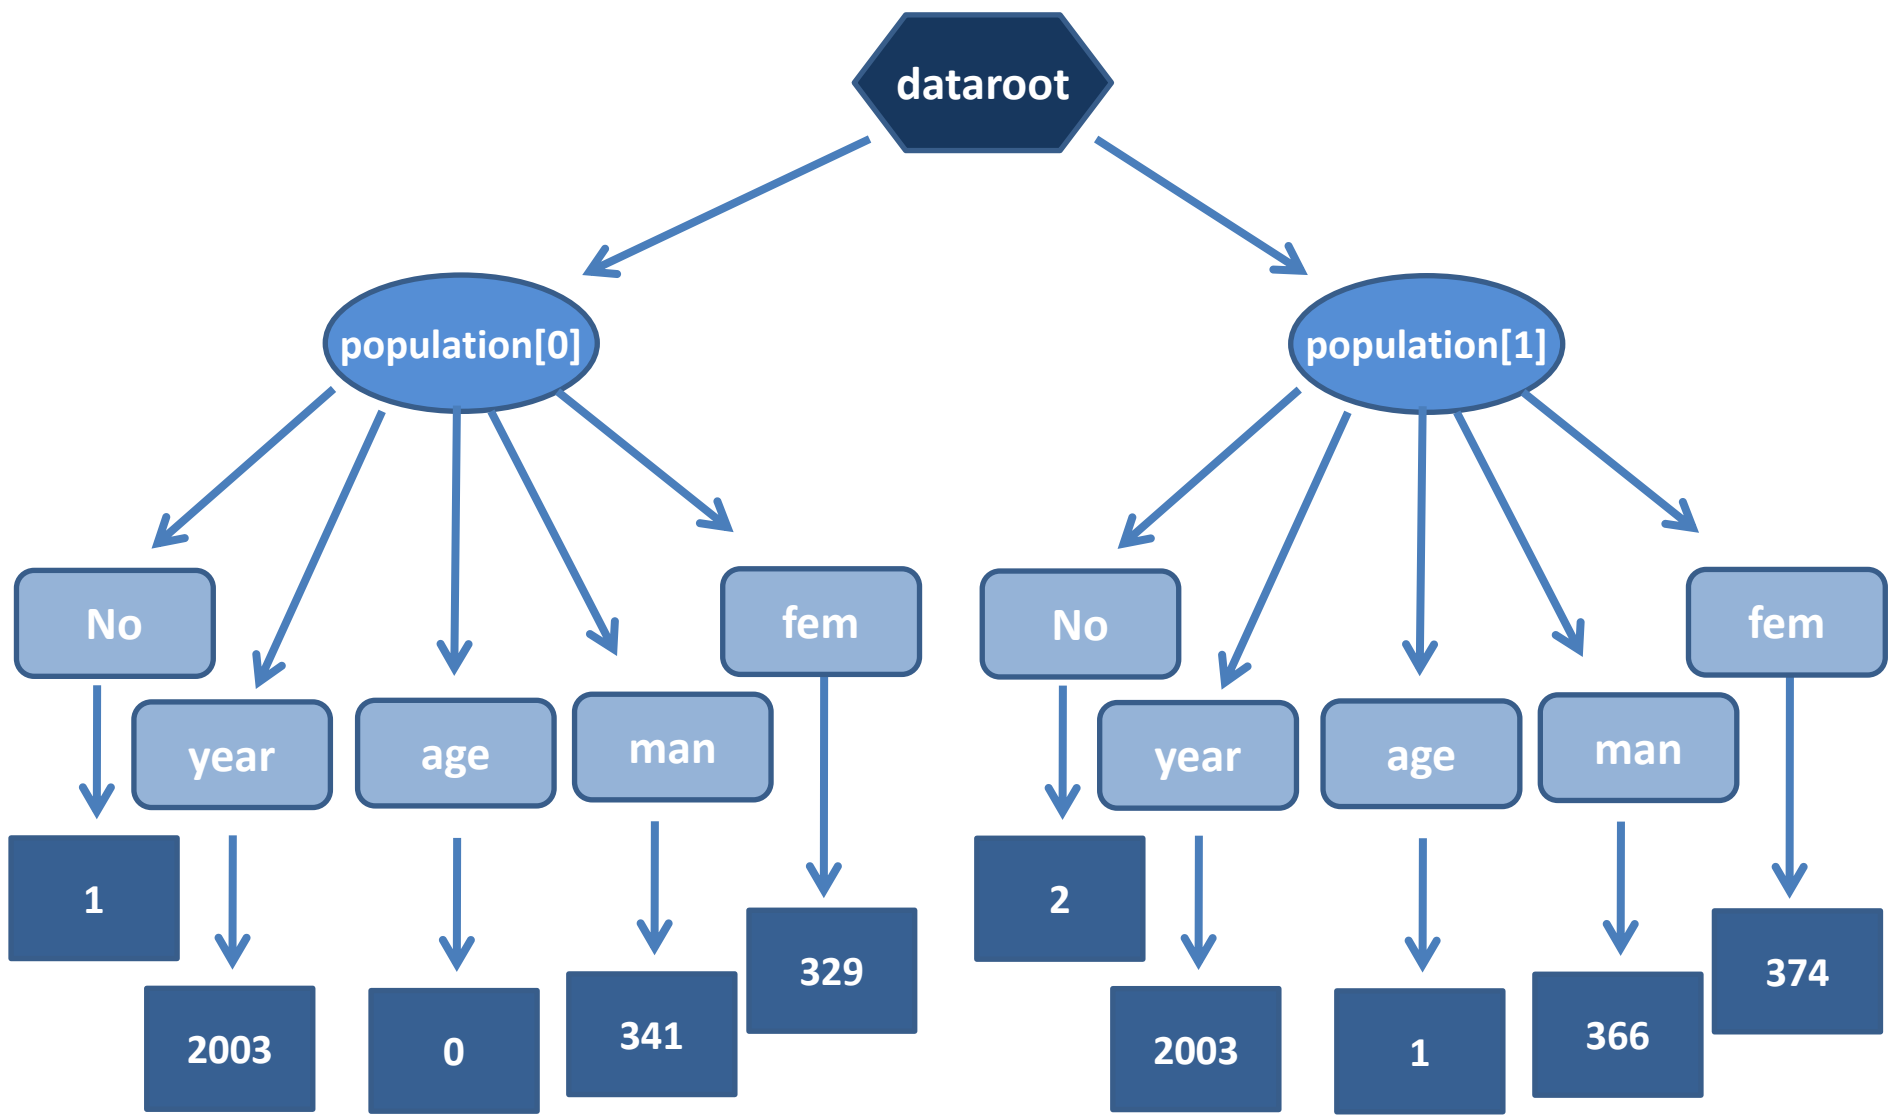 dataroot
population[0]
population[1]
No
year
age
man
fem
No
year
age
man
fem
1
2003
0
341
329
2
2003
1
366
374